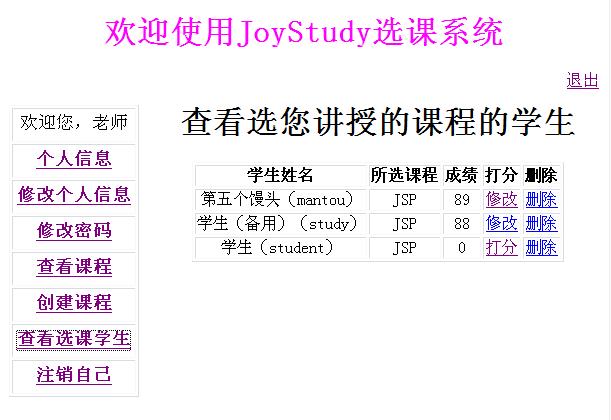 欢迎使用JoyStudy选课系统
退出
欢迎您，老师
个人信息
修改个人信息
修改密码
查看课程
创建课程
查看选课学生
注销自己
查看选您讲授的课程的学生
学生姓名 所选课程 成绩 打分 删除
第五个馒头（mantou） JSP 89 修改 删除
学生（备用）（study） JSP 88 修改 删除
学生（student） JSP 0 打分 删除